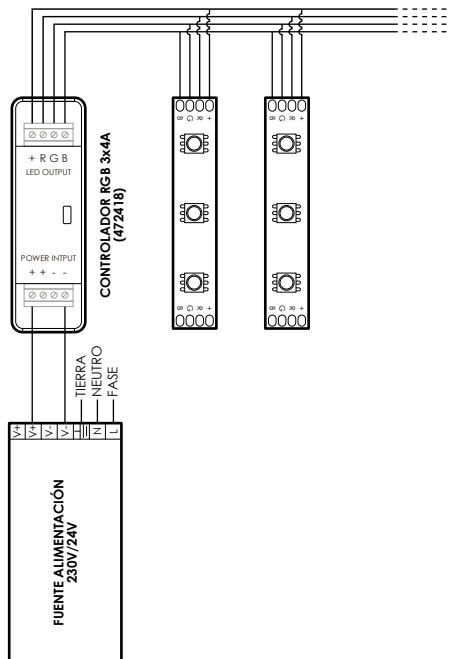 + R G B
LED OUTPUT
POWER INTPUT
+ + - -
CONTROLADOR RGB 3x4A
(472418)
B G R +
B G R +
B G R +
B G R +
TIERRA
NEUTRO
FASE
V+ V+ V- V- N L
FUENTE ALIMENTACIÓN
230V/24V